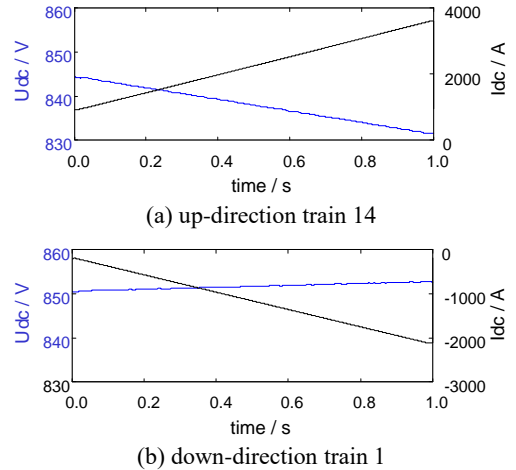 860
850
840
830
Udc / V
4000
2000
0
Idc / A
0.0 0.2 0.4 0.6 0.8 1.0
time / s
(a) up-direction train 14
860
850
840
830
Udc / V
0
-1000
-2000
-3000
Idc / A
0.0 0.2 0.4 0.6 0.8 1.0
time / s
(b) down-direction train 1